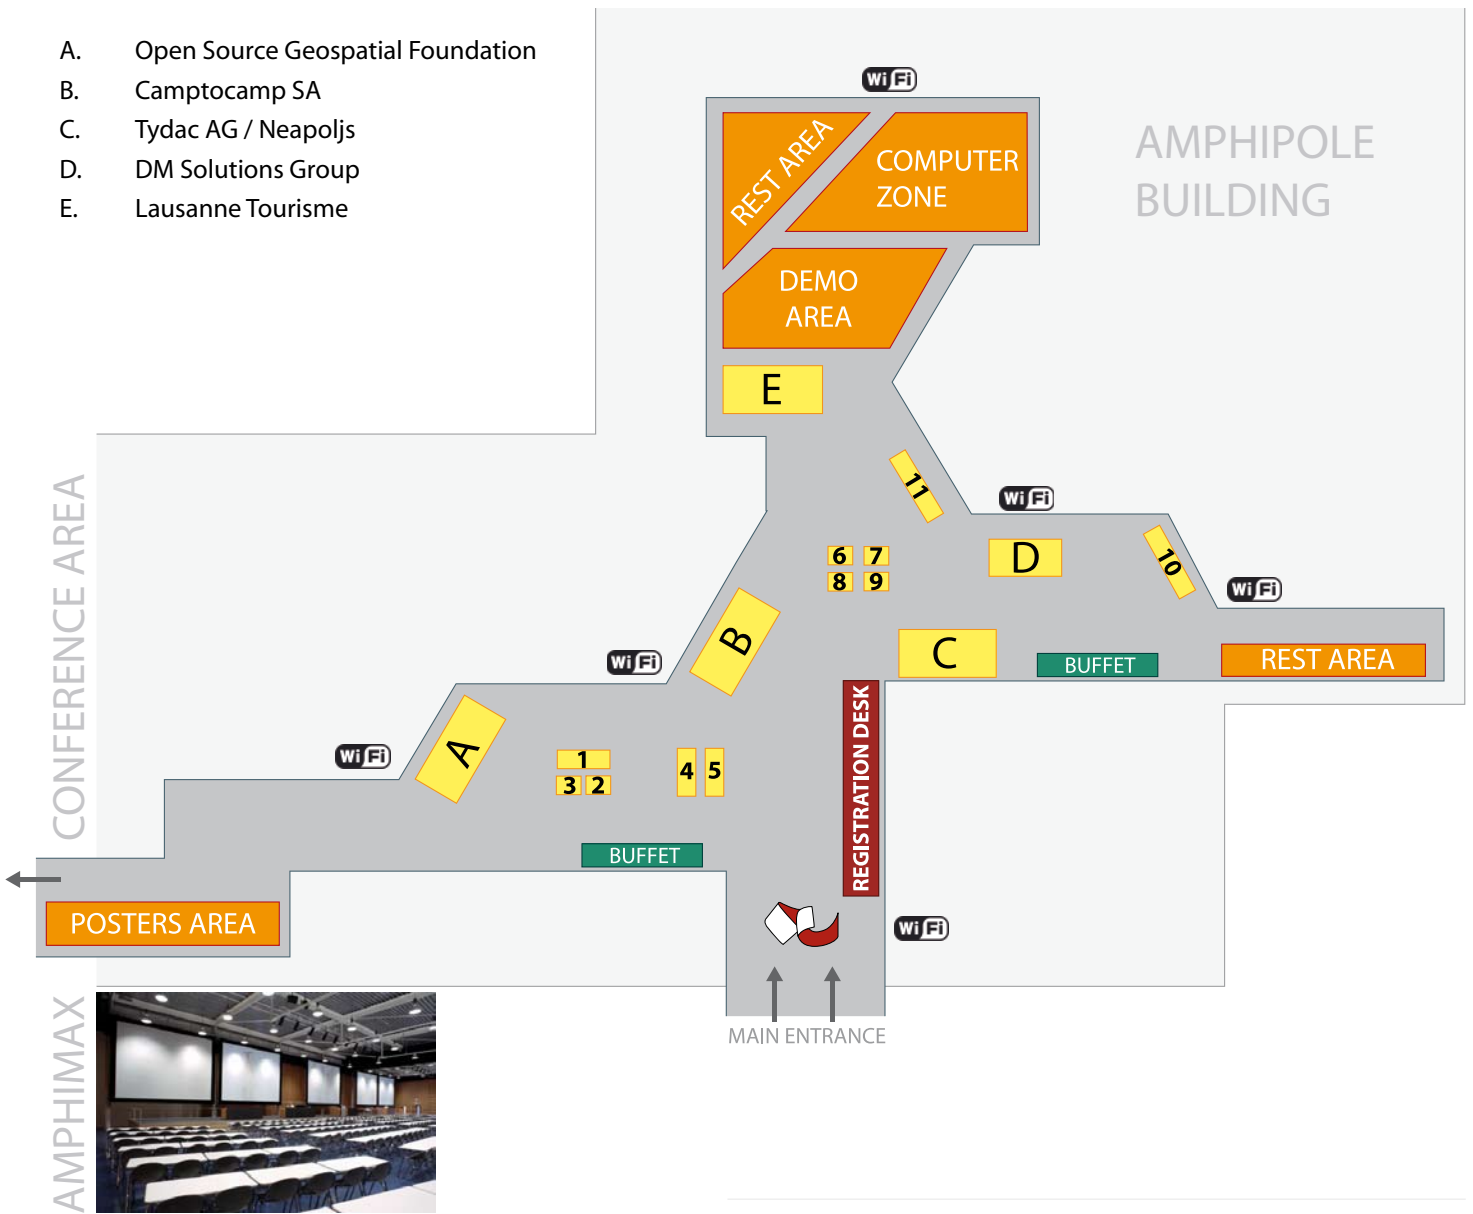 A. Open Source Geospatial Foundation
B. Camptocamp SA
C. Tydac AG / Neapoljs
D. DM Solutions Group
E. Lausanne Tourisme
WiFi
AMPHIPOLE
BUILDING
REST AREA
COMPUTER
ZONE
DEMO
AREA
E
11
WiFi
6 7
8 9
D
10
WiFi
B
C
BUFFET
REST AREA
WiFi
CONFERENCE AREA
WiFi
A
1
3 2
4 5
REGISTRATION DESK
BUFFET
POSTERS AREA
WiFi
MAIN ENTRANCE
AMPHIMAX